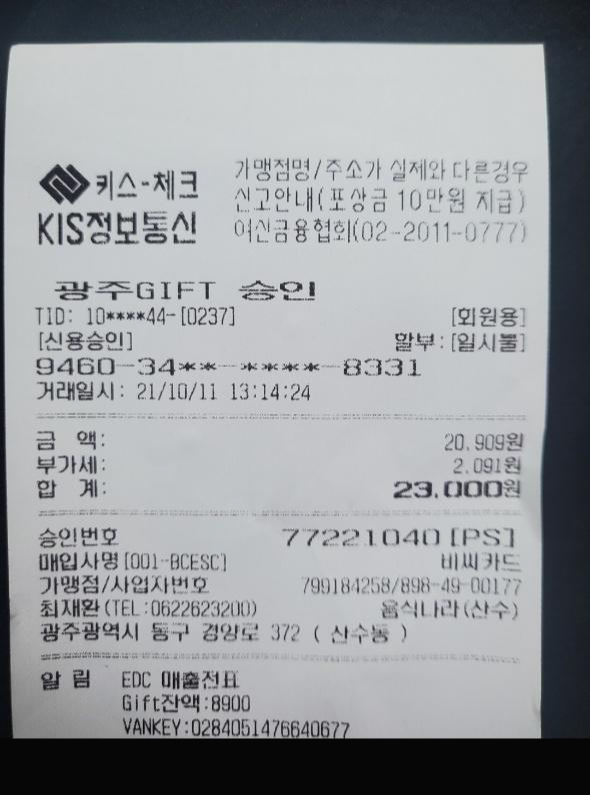 키스-체크
KIS정보통신
가맹점명/주소가 실제와 다른경우
신고안내(포상금 10만원 지급)
여신금융협회(02-2011-0777)
광주GIFT 승인
TID: 10****44-[0237] [회원용]
[신용승인] 할부:[일시불]
9460-34**-****-8331
거래일시: 21/10/11 13:14:24
금 액: 20,909원
부가세: 2,091원
합 계: 23,000원
승인번호 77221040[PS]
매입사명[001-BCESC] 비씨카드
가맹점/사업자번호 799184258/898-49-00177
최재환(TEL:0622623200) 음식나라(산수)
광주광역시 동구 경양로 372 ( 산수동 )
알 림 EDC 매출전표
Gift잔액:8900
VANKEY:0284051476640677